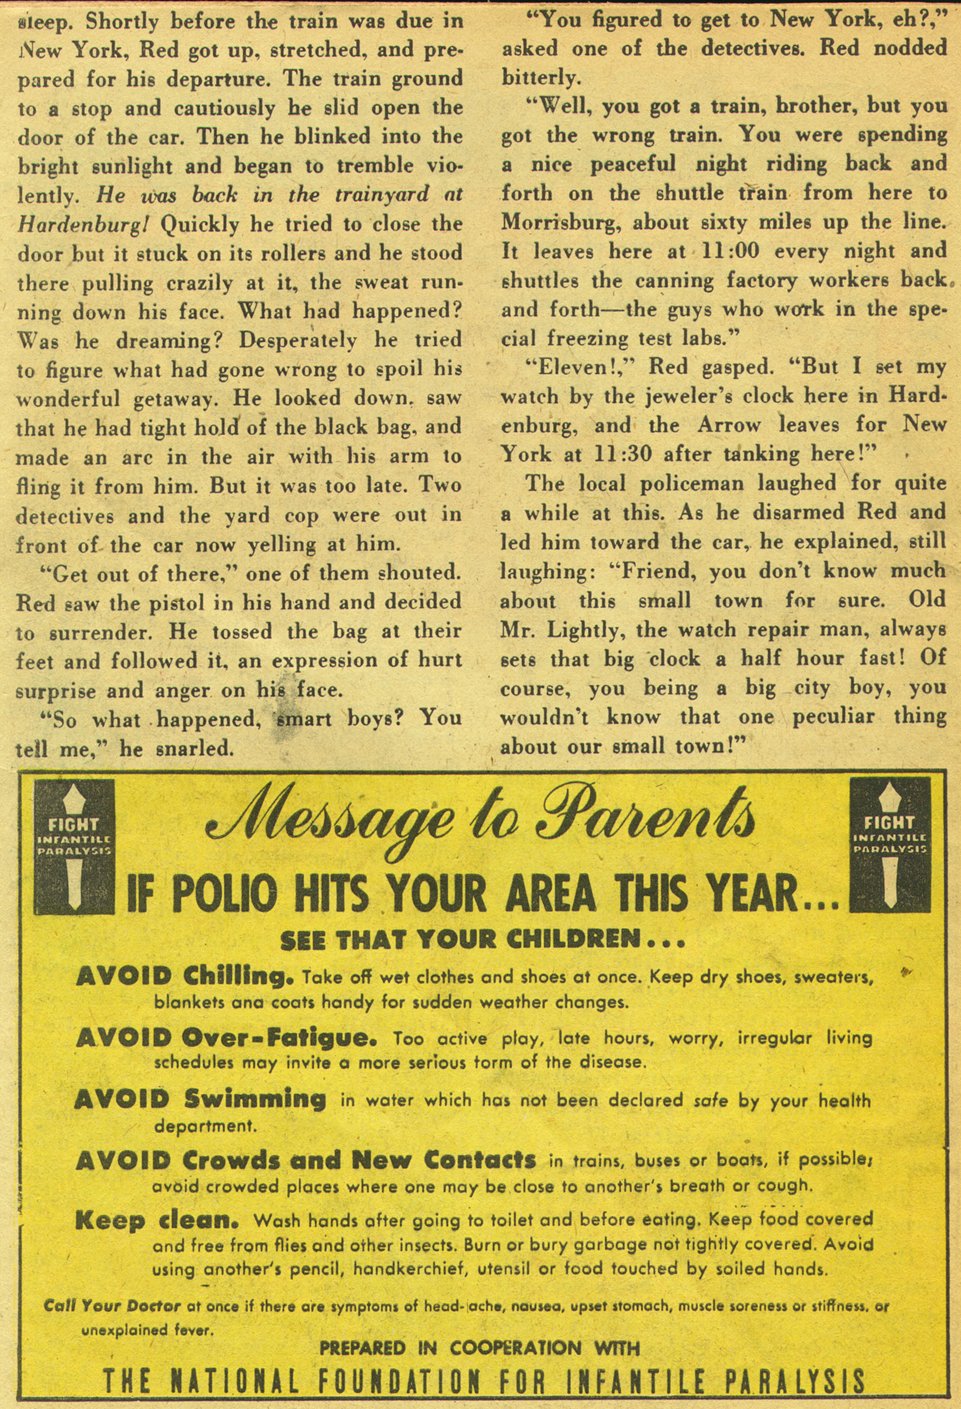 sleep. Shortly before the train was due in
New York, Red got up, stretched, and pre-
pared for his departure. The train ground
to a stop and cautiously he slid open the
door of the car. Then he blinked into the
bright sunlight and began to tremble vio-
lently. He was back in the trainyard at
Hardenburg! Quickly he tried to close the
door but it stuck on its rollers and he stood
there pulling crazily at it, the sweat run-
ning down his face. What had happened?
Was he dreaming? Desperately he tried
to figure what had gone wrong to spoil his
wonderful getaway. He looked down, saw
that he had tight hold of the black bag, and
made an arc in the air with his arm to
fling it from him. But it was too late. Two
detectives and the yard cop were out in
front of the car now yelling at him.
“Get out of there,” one of them shouted.
Red saw the pistol in his hand and decided
to surrender. He tossed the bag at their
feet and followed it, an expression of hurt
surprise and anger on his face.
“So what happened, smart boys? You
tell me,” he snarled.
“You figured to get to New York, eh?,”
asked one of the detectives. Red nodded
bitterly.
“Well, you got a train, brother, but you
got the wrong train. You were spending
a nice peaceful night riding back and
forth on the shuttle train from here to
Morrisburg, about sixty miles up the line.
It leaves here at 11:00 every night and
shuttles the canning factory workers back
and forth—the guys who work in the spe-
cial freezing test labs.”
“Eleven!,” Red gasped. “But I set my
watch by the jeweler's clock here in Hard-
enburg, and the Arrow leaves for New
York at 11:30 after tanking here!”
The local policeman laughed for quite
a while at this. As he disarmed Red and
led him toward the car, he explained, still
laughing: “Friend, you don't know much
about this small town for sure. Old
Mr. Lightly, the watch repair man, always
sets that big clock a half hour fast! Of
course, you being a big city boy, you
wouldn't know that one peculiar thing
about our small town!”
FIGHT
INFANTILE
PARALYSIS
Message to Parents
FIGHT
INFANTILE
PARALYSIS
IF POLIO HITS YOUR AREA THIS YEAR...
SEE THAT YOUR CHILDREN...
AVOID Chilling. Take off wet clothes and shoes at once. Keep dry shoes, sweaters,
blankets and coats handy for sudden weather changes.
AVOID Over-Fatigue. Too active play, late hours, worry, irregular living
schedules may invite a more serious form of the disease.
AVOID Swimming in water which has not been declared safe by your health
department.
AVOID Crowds and New Contacts in trains, buses or boats, if possible;
avoid crowded places where one may be close to another's breath or cough.
Keep clean. Wash hands after going to toilet and before eating. Keep food covered
and free from flies and other insects. Burn or bury garbage not tightly covered. Avoid
using another's pencil, handkerchief, utensil or food touched by soiled hands.
Call Your Doctor at once if there are symptoms of head-ache, nausea, upset stomach, muscle soreness or stiffness, or
unexplained fever.
PREPARED IN COOPERATION WITH
THE NATIONAL FOUNDATION FOR INFANTILE PARALYSIS